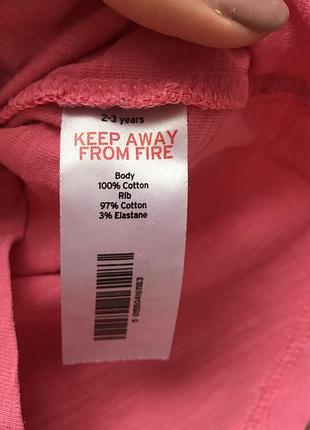 2-3 years
KEEP AWAY
FROM FIRE
Body
100% Cotton
Rib
97% Cotton
3% Elastane